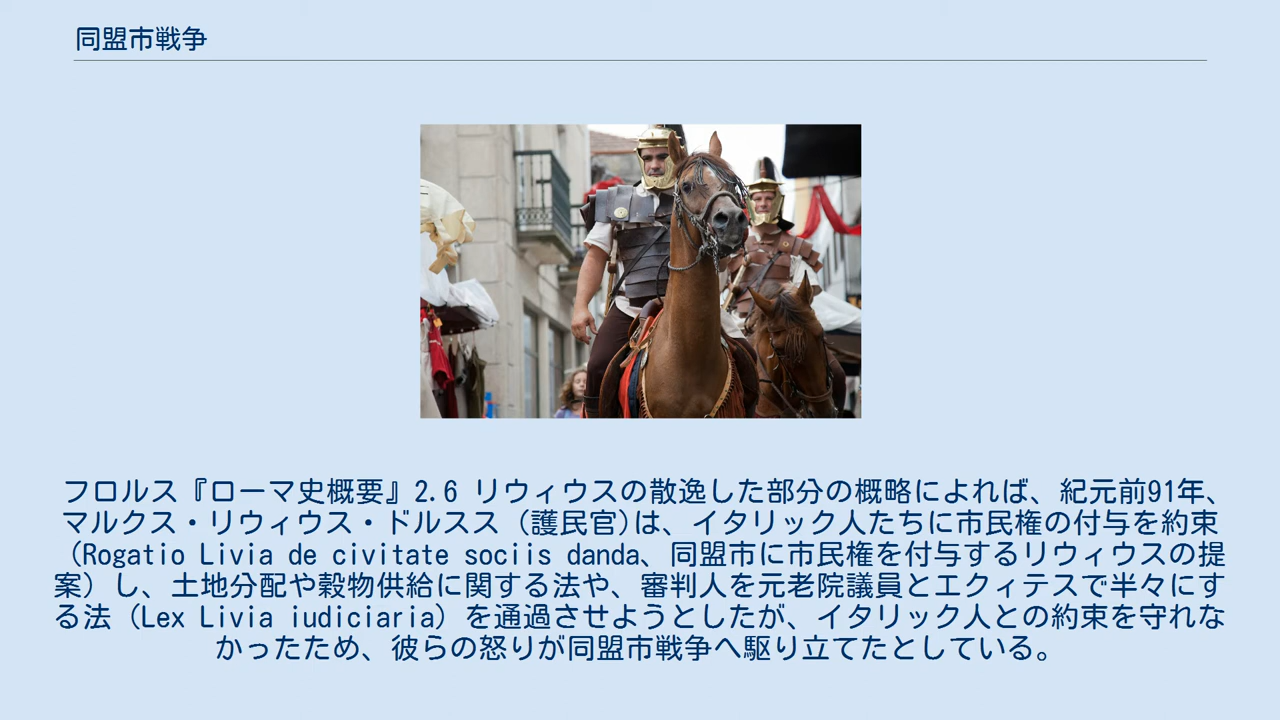 同盟市戦争
フロルス『ローマ史概要』2.6 リウィウスの散逸した部分の概略によれば、紀元前91年、
マルクス・リウィウス・ドルスス (護民官)は、イタリック人たちに市民権の付与を約束
（Rogatio Livia de civitate sociis danda、同盟市に市民権を付与するリウィウスの提
案）し、土地分配や穀物供給に関する法や、審判人を元老院議員とエクィテスで半々にす
る法（Lex Livia iudiciaria）を通過させようとしたが、イタリック人との約束を守れな
かったため、彼らの怒りが同盟市戦争へ駆り立てたとしている。